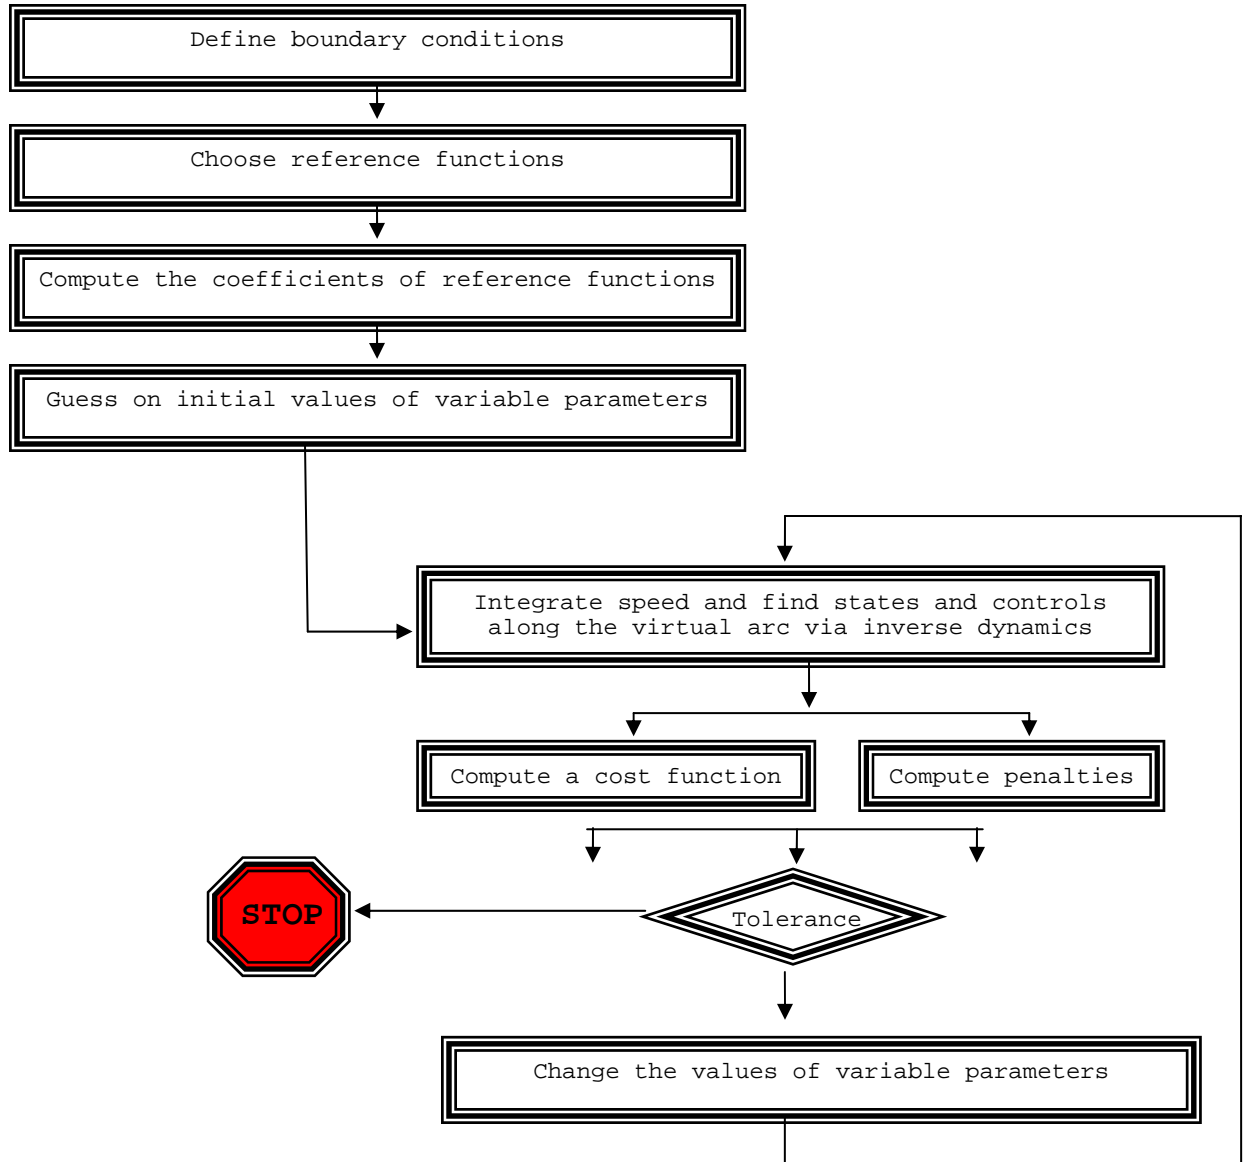 Define boundary conditions
Choose reference functions
Compute the coefficients of reference functions
Guess on initial values of variable parameters
Integrate speed and find states and controls
along the virtual arc via inverse dynamics
Compute a cost function
Compute penalties
STOP
Tolerance
Change the values of variable parameters